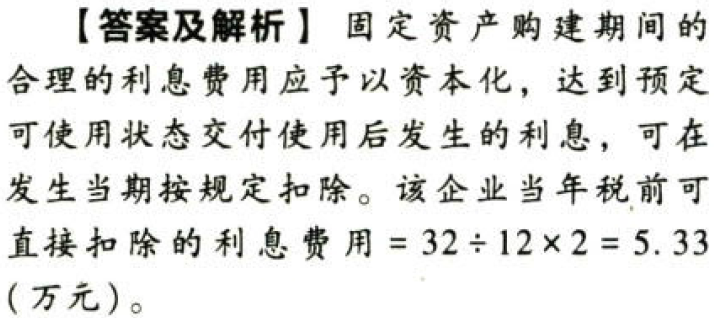 【答案及解析】 固定资产购建期间的
合理的利息费用应予以资本化，达到预定
可使用状态交付使用后发生的利息，可在
发生当期按规定扣除。该企业当年税前可
直接扣除的利息费用 = 32 ÷ 12 × 2 = 5. 33
(万元)。